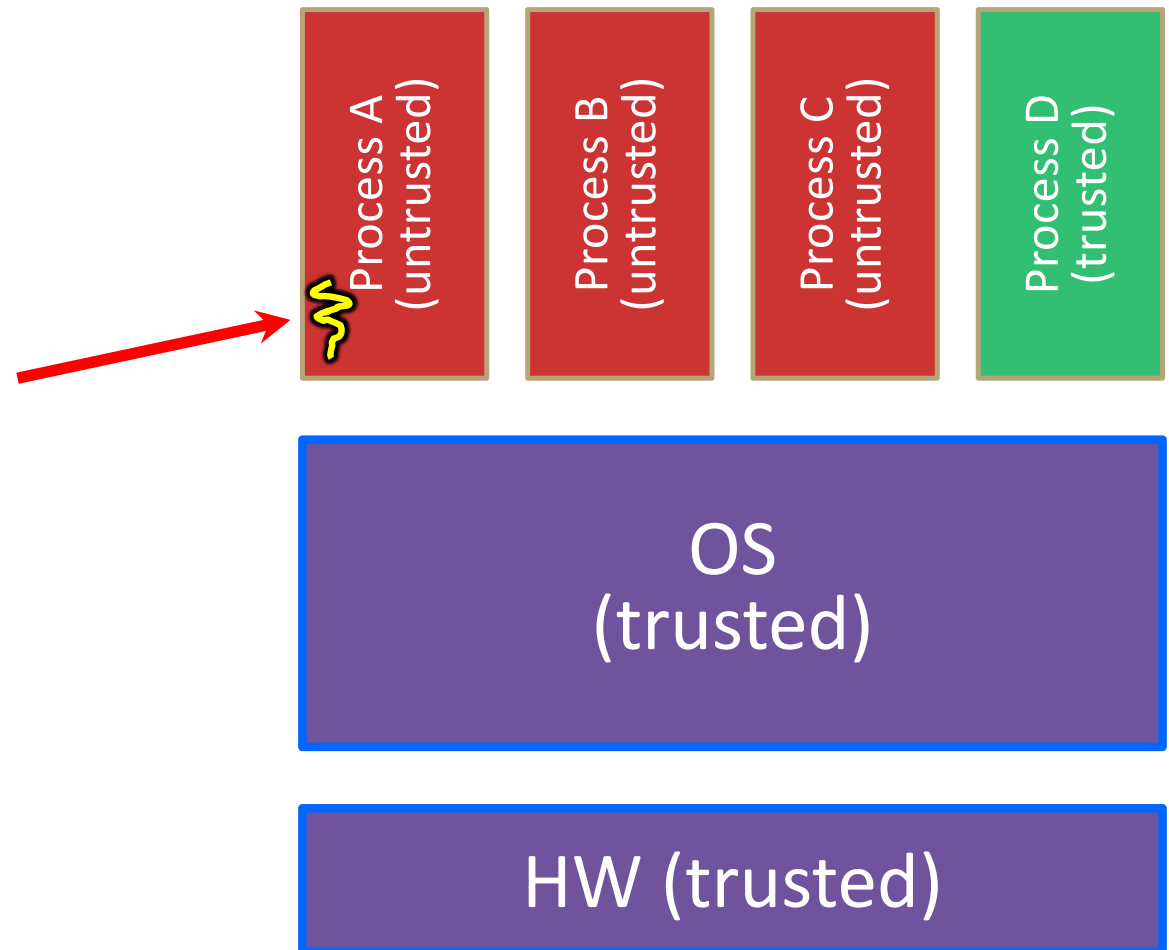 Process A
(untrusted)
Process B
(untrusted)
Process C
(untrusted)
Process D
(trusted)
OS
(trusted)
HW (trusted)